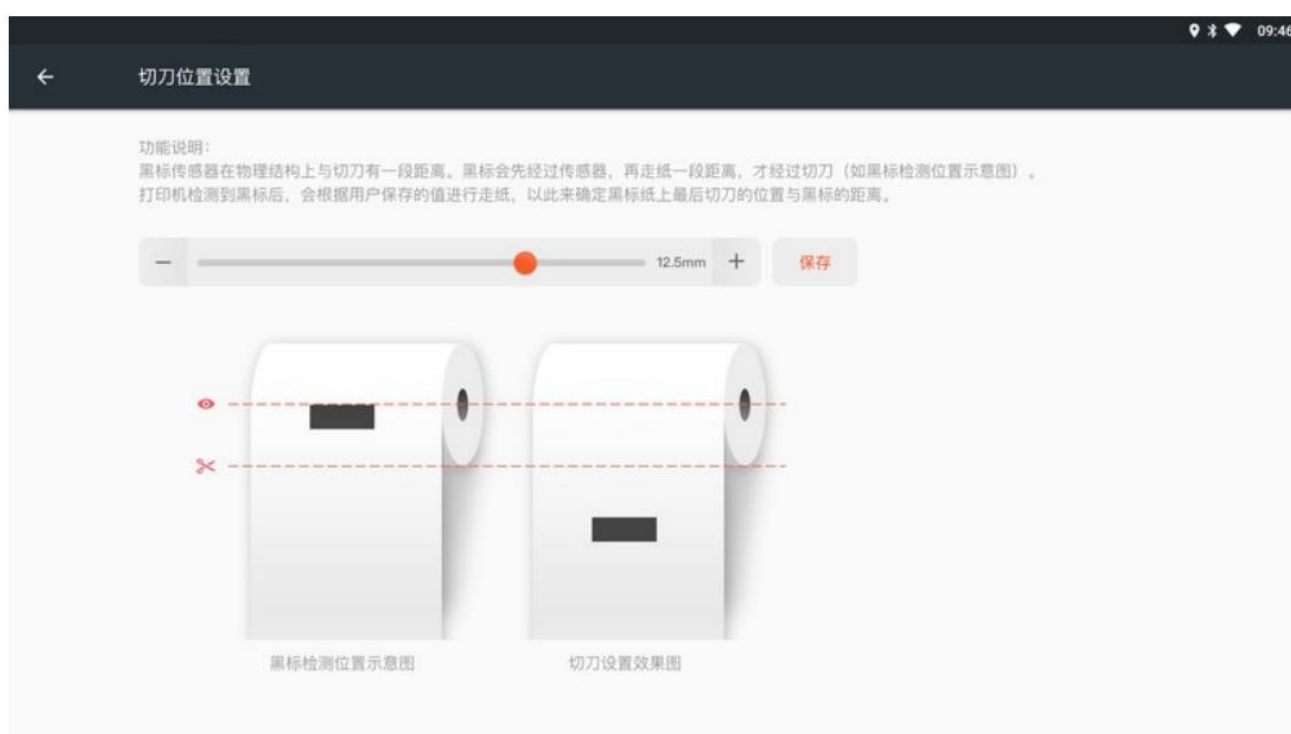 09:46
切刀位置设置
功能说明：
黑标传感器在物理结构上与切刀有一段距离。黑标会先经过传感器，再走纸一段距离，才经过切刀（如黑标检测位置示意图）。
打印机检测到黑标后，会根据用户保存的值进行走纸，以此来确定黑标纸上最后切刀的位置与黑标的距离。
12.5mm
保存
黑标检测位置示意图
切刀设置效果图